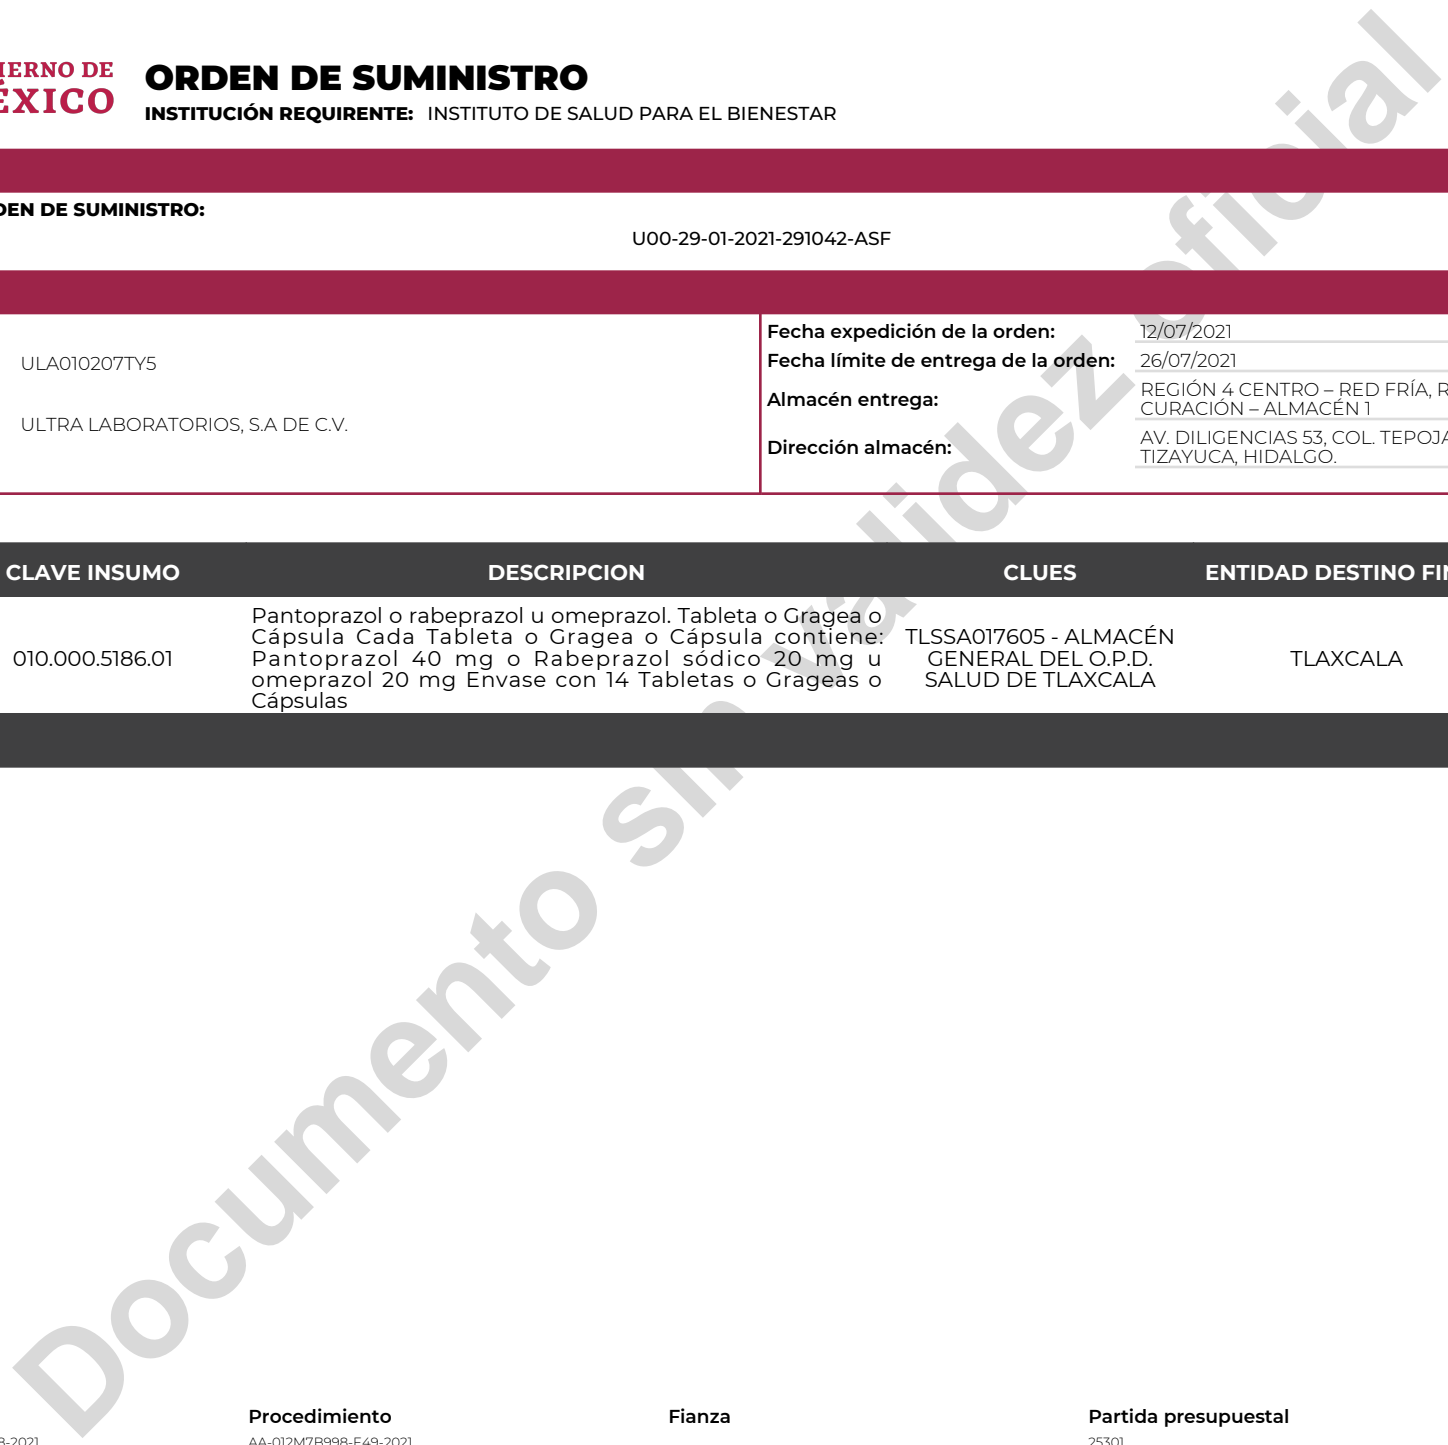 DE
ORDEN DE SUMINISTRO
INSTITUCIÓN REQUIRENTE: INSTITUTO DE SALUD PARA EL BIENESTAR
DE SUMINISTRO:
U00-29-01-2021-291042-ASF
ULA010207TY5
ULTRA LABORATORIOS, S.A DE C.V.
Fecha expedición de la orden: 12/07/2021
Fecha límite de entrega de la orden: 26/07/2021
Almacén entrega: REGIÓN 4 CENTRO – RED FRÍA,
CURACIÓN – ALMACÉN 1
Dirección almacén: AV. DILIGENCIAS 53, COL.
TIZAYUCA, HIDALGO.
CLAVE INSUMO DESCRIPCION CLUES ENTIDAD DESTINO
010.000.5186.01
Pantoprazol o rabeprazol u omeprazol. Tableta o Gragea o
Cápsula Cada Tableta o Gragea o Cápsula contiene:
Pantoprazol 40 mg o Rabeprazol sódico 20 mg u
omeprazol 20 mg Envase con 14 Tabletas o Grageas o
Cápsulas
TLSSA017605 - ALMACÉN
GENERAL DEL O.P.D.
SALUD DE TLAXCALA
TLAXCALA
Documento sin validez oficial
Procedimiento Fianza Partida presupuestal
AA-012M7B998-E49-2021 25301